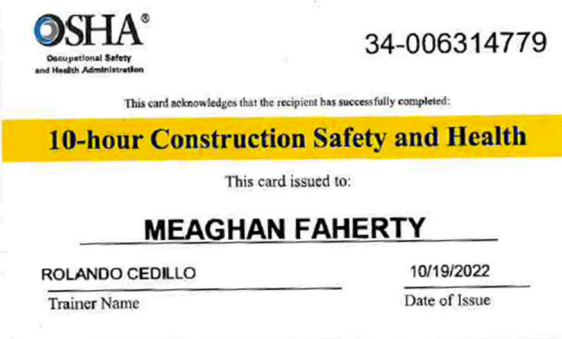 OSHA®
Occupational Safety
and Health Administration
34-006314779
This card acknowledges that the recipient has successfully completed:
10-hour Construction Safety and Health
This card issued to:
MEAGHAN FAHERTY
ROLANDO CEDILLO
10/19/2022
Trainer Name
Date of Issue